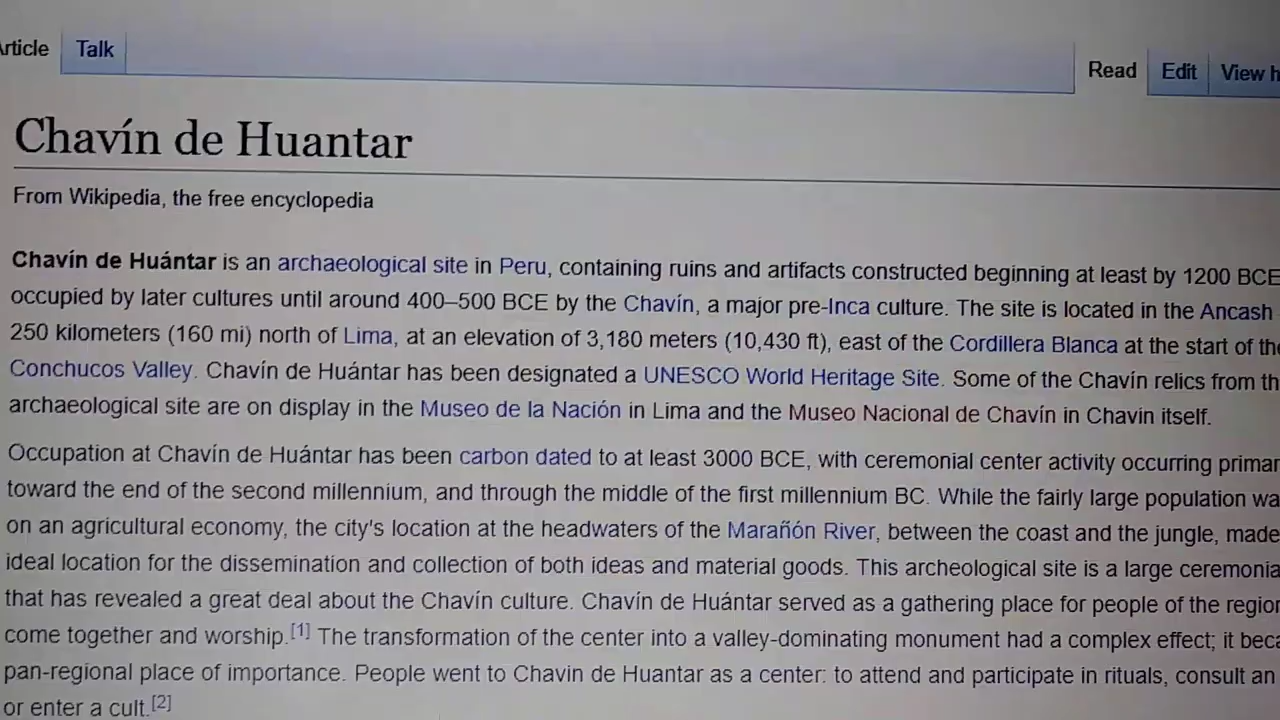 Article Talk Read Edit View h
Chavín de Huantar
From Wikipedia, the free encyclopedia
Chavín de Huántar is an archaeological site in Peru, containing ruins and artifacts constructed beginning at least by 1200 BCE
occupied by later cultures until around 400–500 BCE by the Chavín, a major pre-Inca culture. The site is located in the Ancash
250 kilometers (160 mi) north of Lima, at an elevation of 3,180 meters (10,430 ft), east of the Cordillera Blanca at the start of the
Conchucos Valley. Chavín de Huántar has been designated a UNESCO World Heritage Site. Some of the Chavín relics from th
archaeological site are on display in the Museo de la Nación in Lima and the Museo Nacional de Chavín in Chavin itself.
Occupation at Chavín de Huántar has been carbon dated to at least 3000 BCE, with ceremonial center activity occurring primar
toward the end of the second millennium, and through the middle of the first millennium BC. While the fairly large population wa
on an agricultural economy, the city's location at the headwaters of the Marañón River, between the coast and the jungle, made
ideal location for the dissemination and collection of both ideas and material goods. This archeological site is a large ceremonia
that has revealed a great deal about the Chavín culture. Chavín de Huántar served as a gathering place for people of the region
come together and worship.[1] The transformation of the center into a valley-dominating monument had a complex effect; it beca
pan-regional place of importance. People went to Chavin de Huantar as a center: to attend and participate in rituals, consult an
or enter a cult.[2]